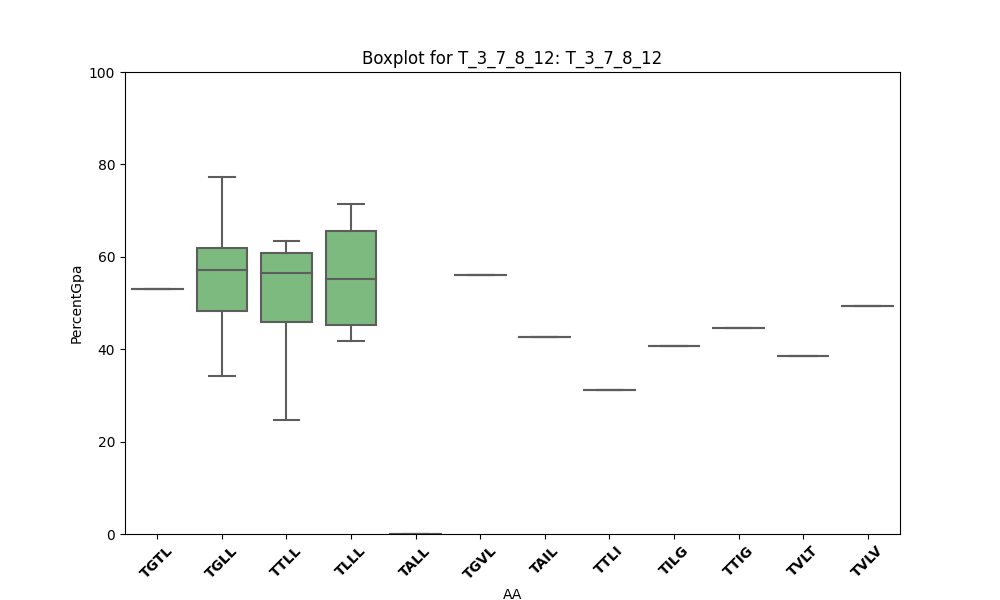 Boxplot for T_3_7_8_12: T_3_7_8_12
100
80
60
40
20
0
PercentGpa
TGTL
TGLL
TTLL
TLLL
TALL
TGVL
TAIL
TTLI
TILG
TTIG
TVLT
TVLV
AA